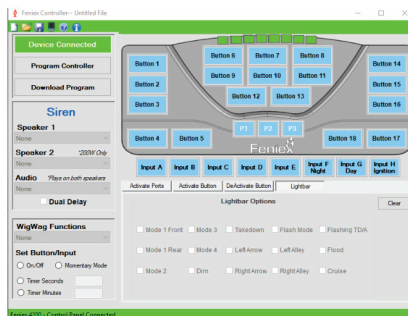 Feniex Controller-- Untitled File
Device Connected
Program Controller
Download Program
Siren
Speaker 1
None
Speaker 2 *200W Only
None
Audio *Plays on both speakers
None
Dual Delay
WigWag Functions
None
Set Button/Input
On/Off Momentary Mode
Timer Seconds
Timer Minutes
Button 1
Button 2
Button 3
Button 4 Button 5
Button 6 Button 7 Button 8
Button 9 Button 10 Button 11
Button 12 Button 13
Button 14
Button 15
Button 16
Button 18 Button 17
P1 P2 P3
Feniex
Input A Input B Input C Input D Input E Input F Night Input G Day Input H Ignition
Activate Ports Activate Button DeActivate Button Lightbar
Lightbar Options
Clear
Mode 1 Front Mode 3 Takedown Flash Mode Flashing TD/A
Mode 1 Rear Mode 4 Left Arrow Left Alley Flood
Mode 2 Dim Right Arrow Right Alley Cruise
Feniex 4200 - Control Panel Connected